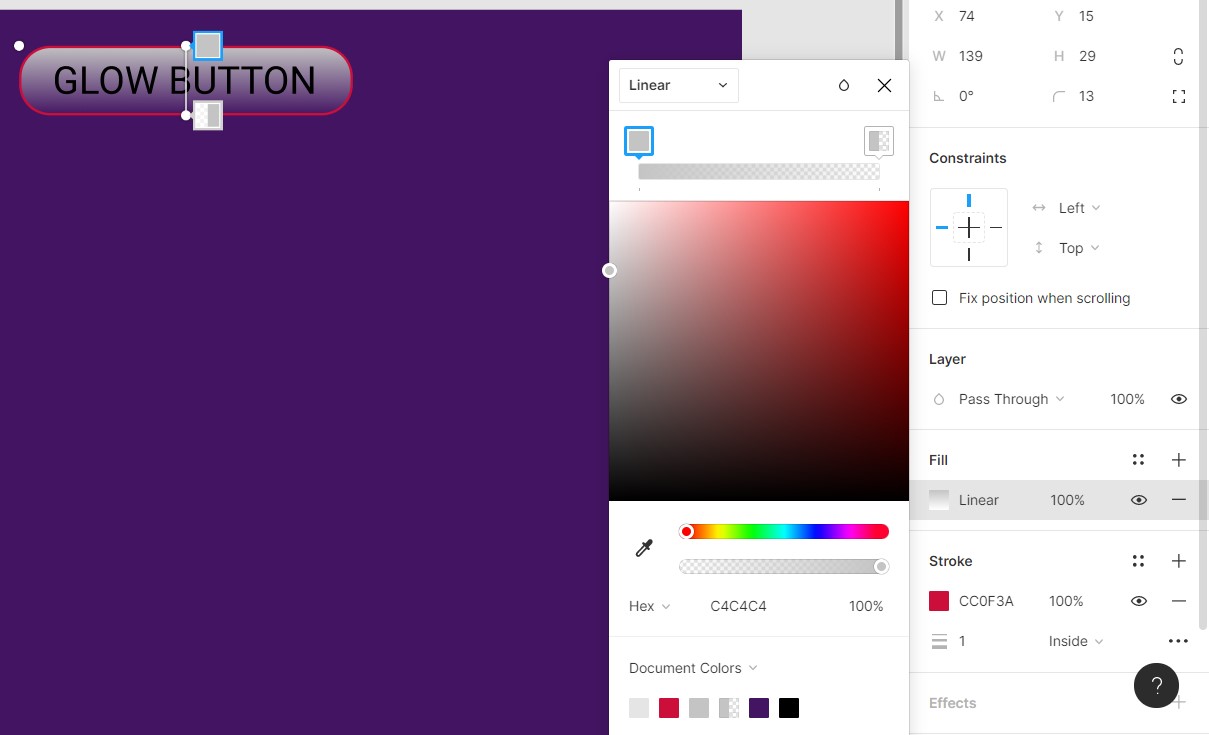 GLOW BUTTON
Linear
Hex C4C4C4 100%
Document Colors
X 74 Y 15
W 139 H 29
0° 13
Constraints
Left
Top
Fix position when scrolling
Layer
Pass Through 100%
Fill
Linear 100%
Stroke
CC0F3A 100%
1 Inside
?
Effects